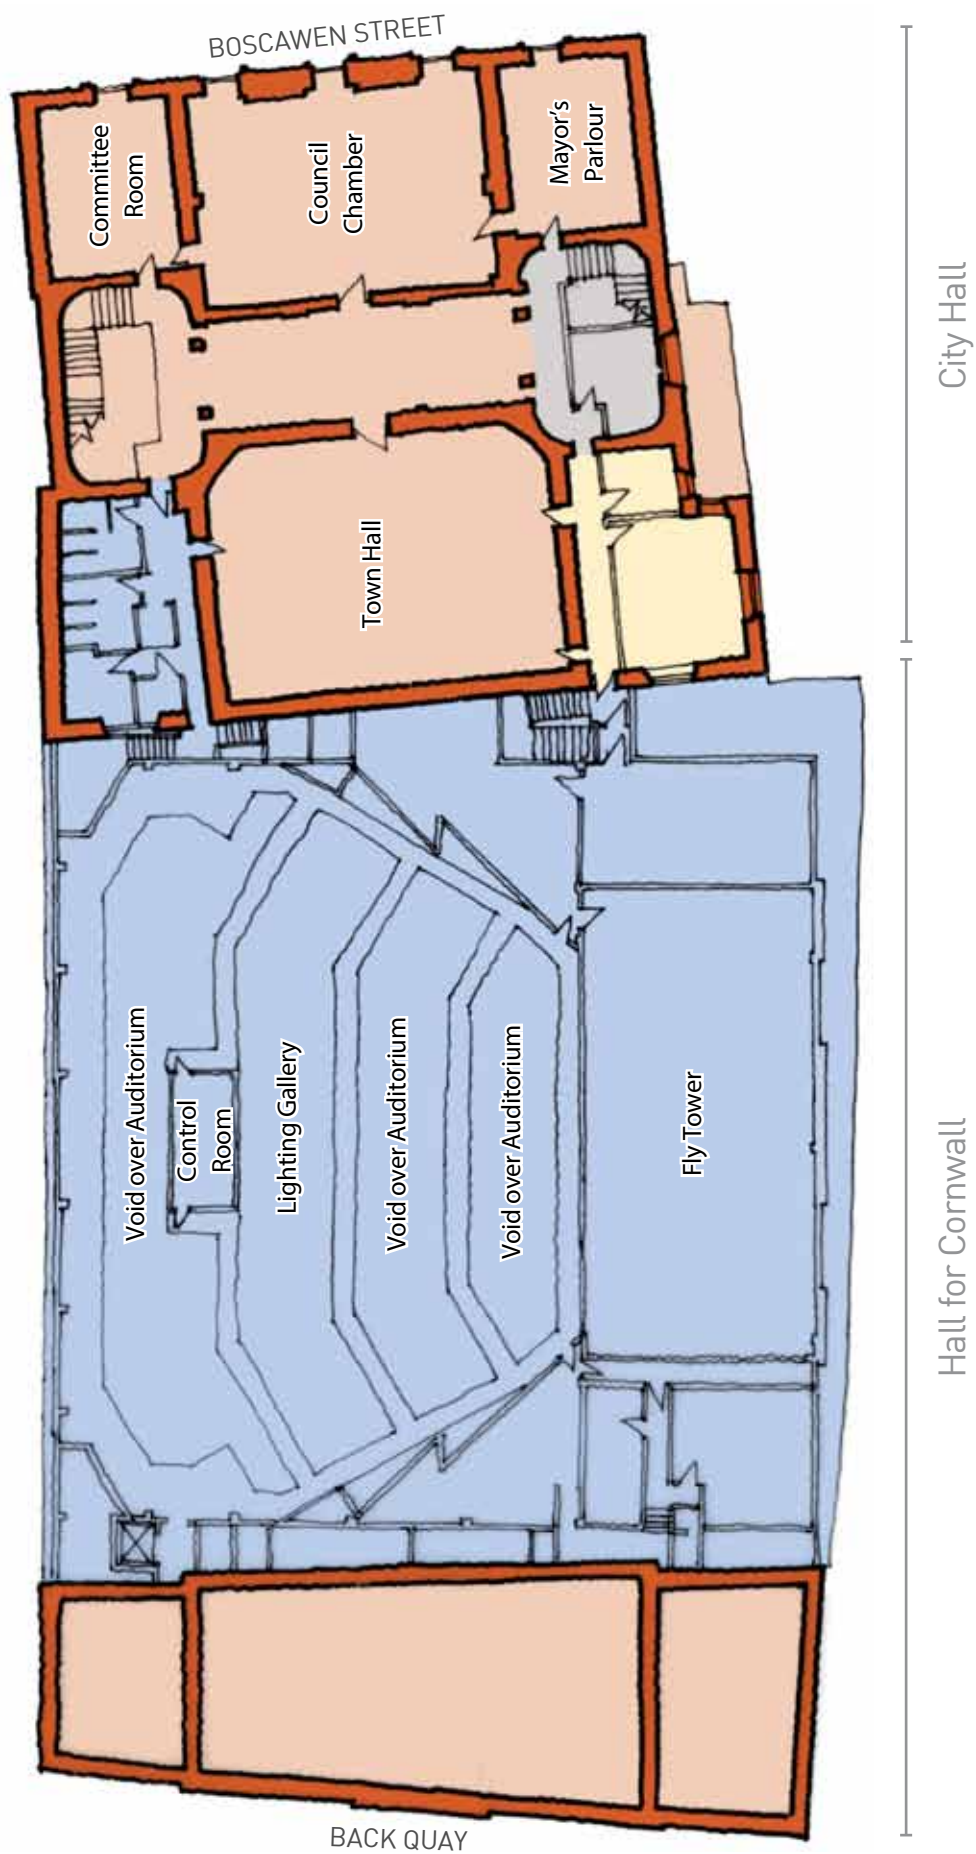 BOSCAWEN STREET
Committee
Room
Council
Chamber
Mayor's
Parlour
City Hall
Town Hall
Void over Auditorium
Control
Room
Lighting Gallery
Void over Auditorium
Void over Auditorium
Fly Tower
Hall for Cornwall
BACK QUAY